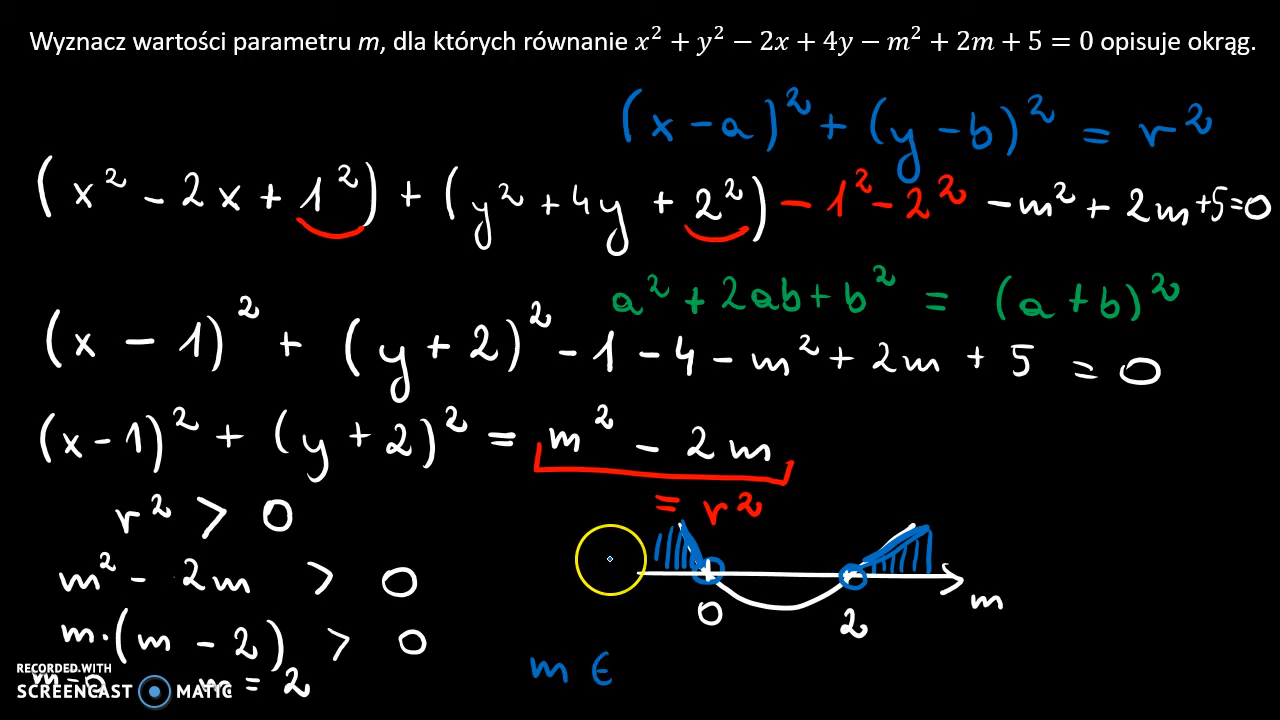 Wyznacz wartości parametru m, dla których równanie x² + y² − 2x + 4y − m² + 2m + 5 = 0 opisuje okrąg.
(x − a)² + (y − b)² = r²
(x² − 2x + 1²) + (y² + 4y + 2²) − 1² − 2² − m² + 2m + 5 = 0
a² + 2ab + b² = (a + b)²
(x − 1)² + (y + 2)² − 1 − 4 − m² + 2m + 5 = 0
(x − 1)² + (y + 2)² = m² − 2m
= r²
r² > 0
m² − 2m > 0
0 2 m
m · (m − 2) > 0
m = 0 m = 2
m ∈
RECORDED WITH
SCREENCAST MATIC